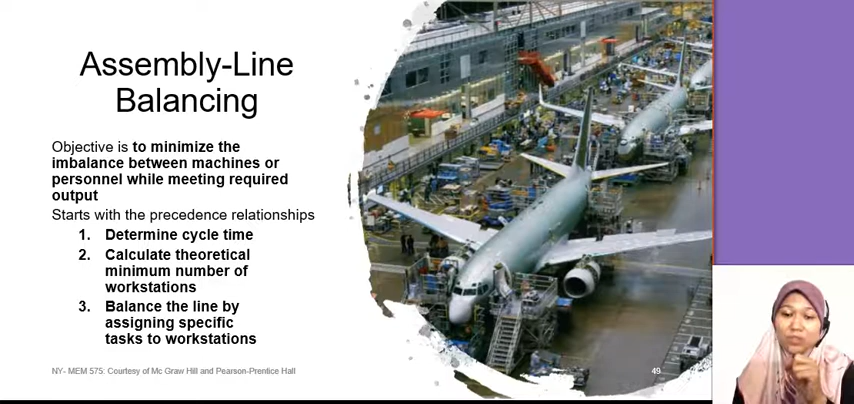 Assembly-Line
Balancing
Objective is to minimize the
imbalance between machines or
personnel while meeting required
output
Starts with the precedence relationships
1. Determine cycle time
2. Calculate theoretical
minimum number of
workstations
3. Balance the line by
assigning specific
tasks to workstations
NY- MEM 575: Courtesy of Mc Graw Hill and Pearson-Prentice Hall
49